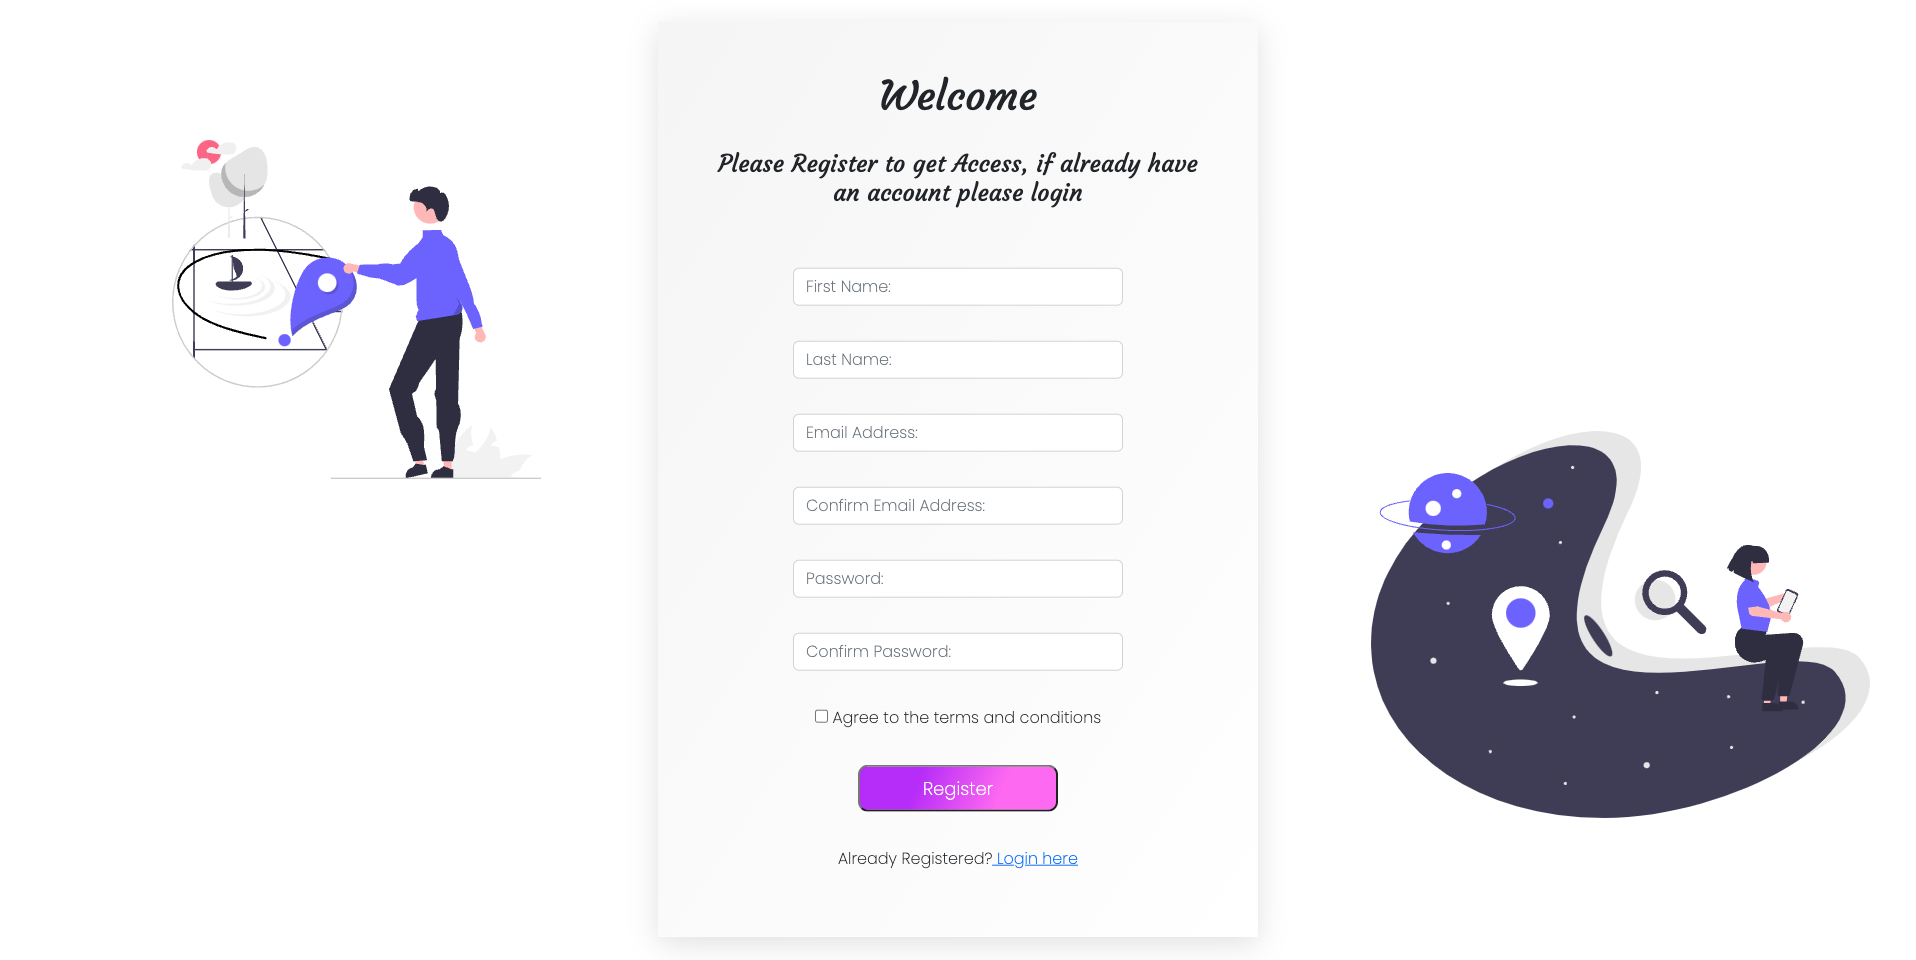 Welcome
Please Register to get Access, if already have
an account please login
First Name:
Last Name:
Email Address:
Confirm Email Address:
Password:
Confirm Password:
Agree to the terms and conditions
Register
Already Registered? Login here